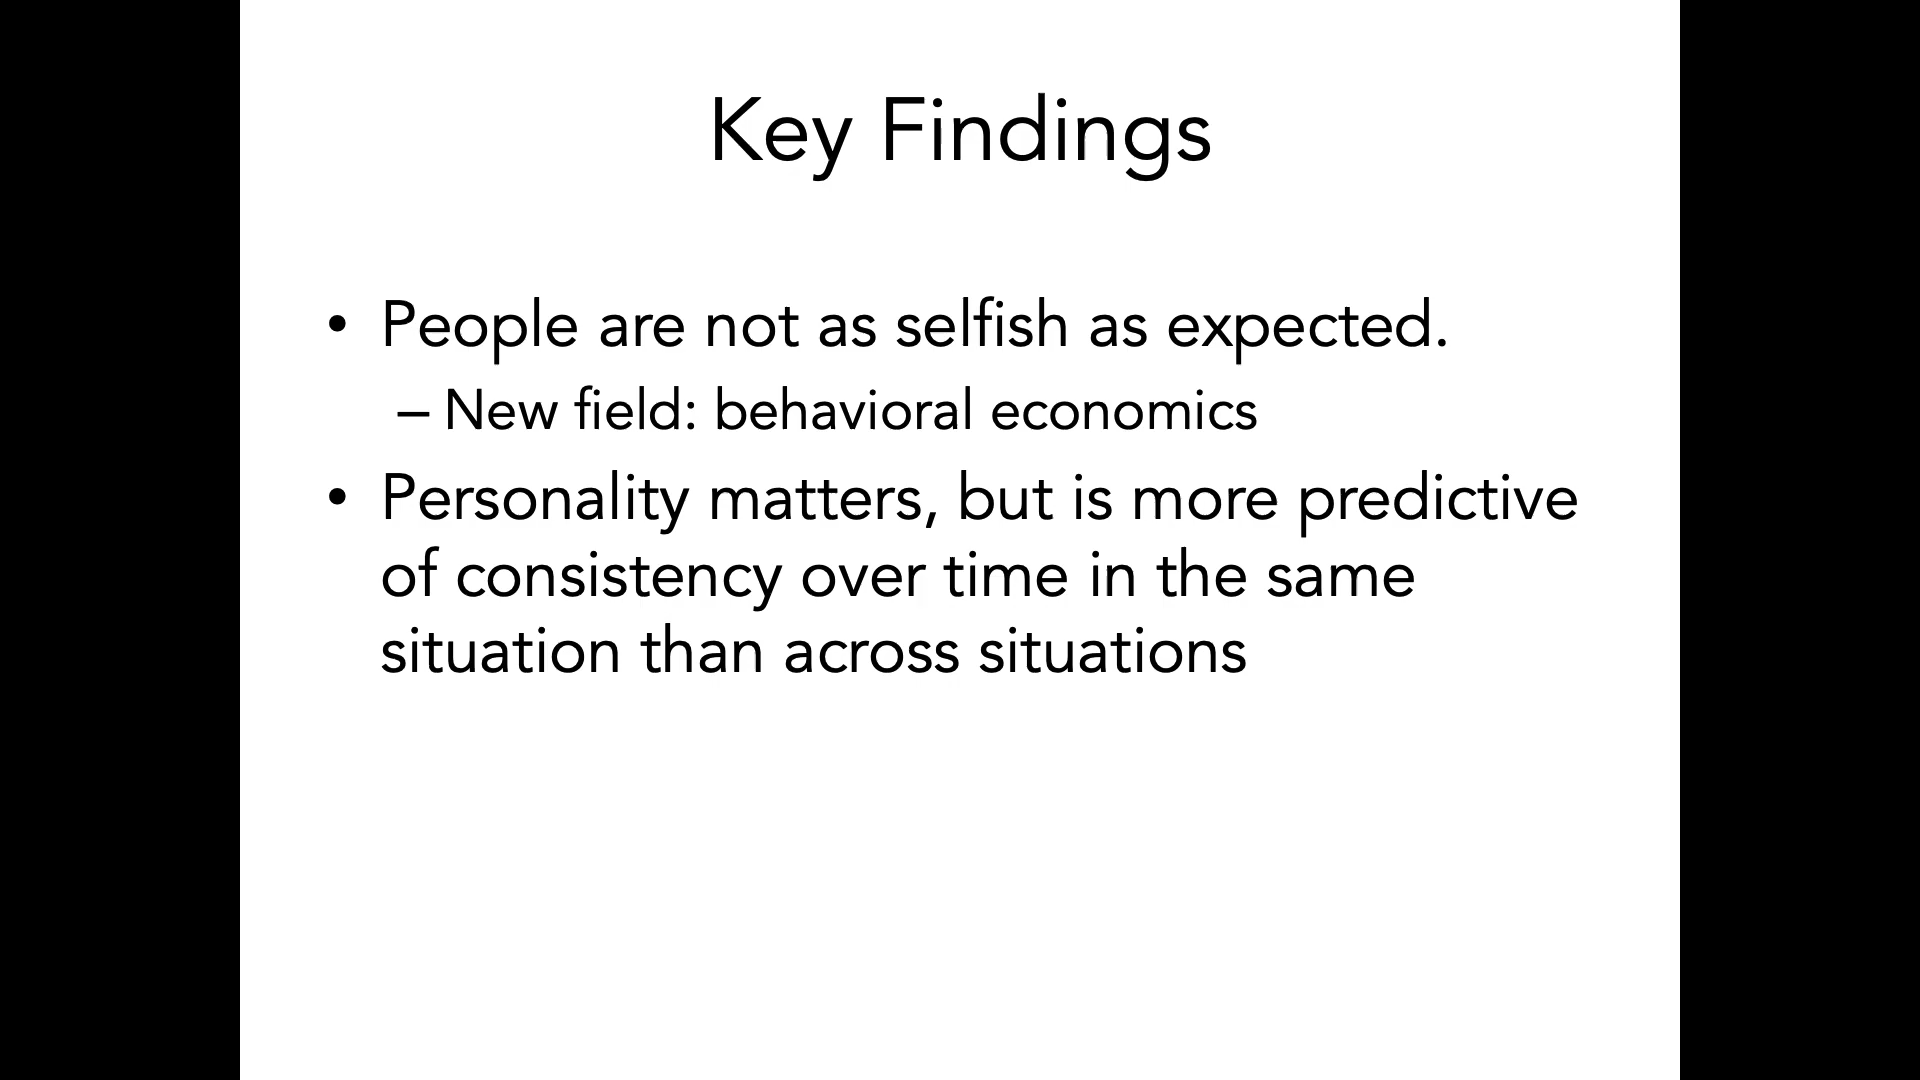 Key Findings
• People are not as selfish as expected.
– New field: behavioral economics
• Personality matters, but is more predictive
of consistency over time in the same
situation than across situations